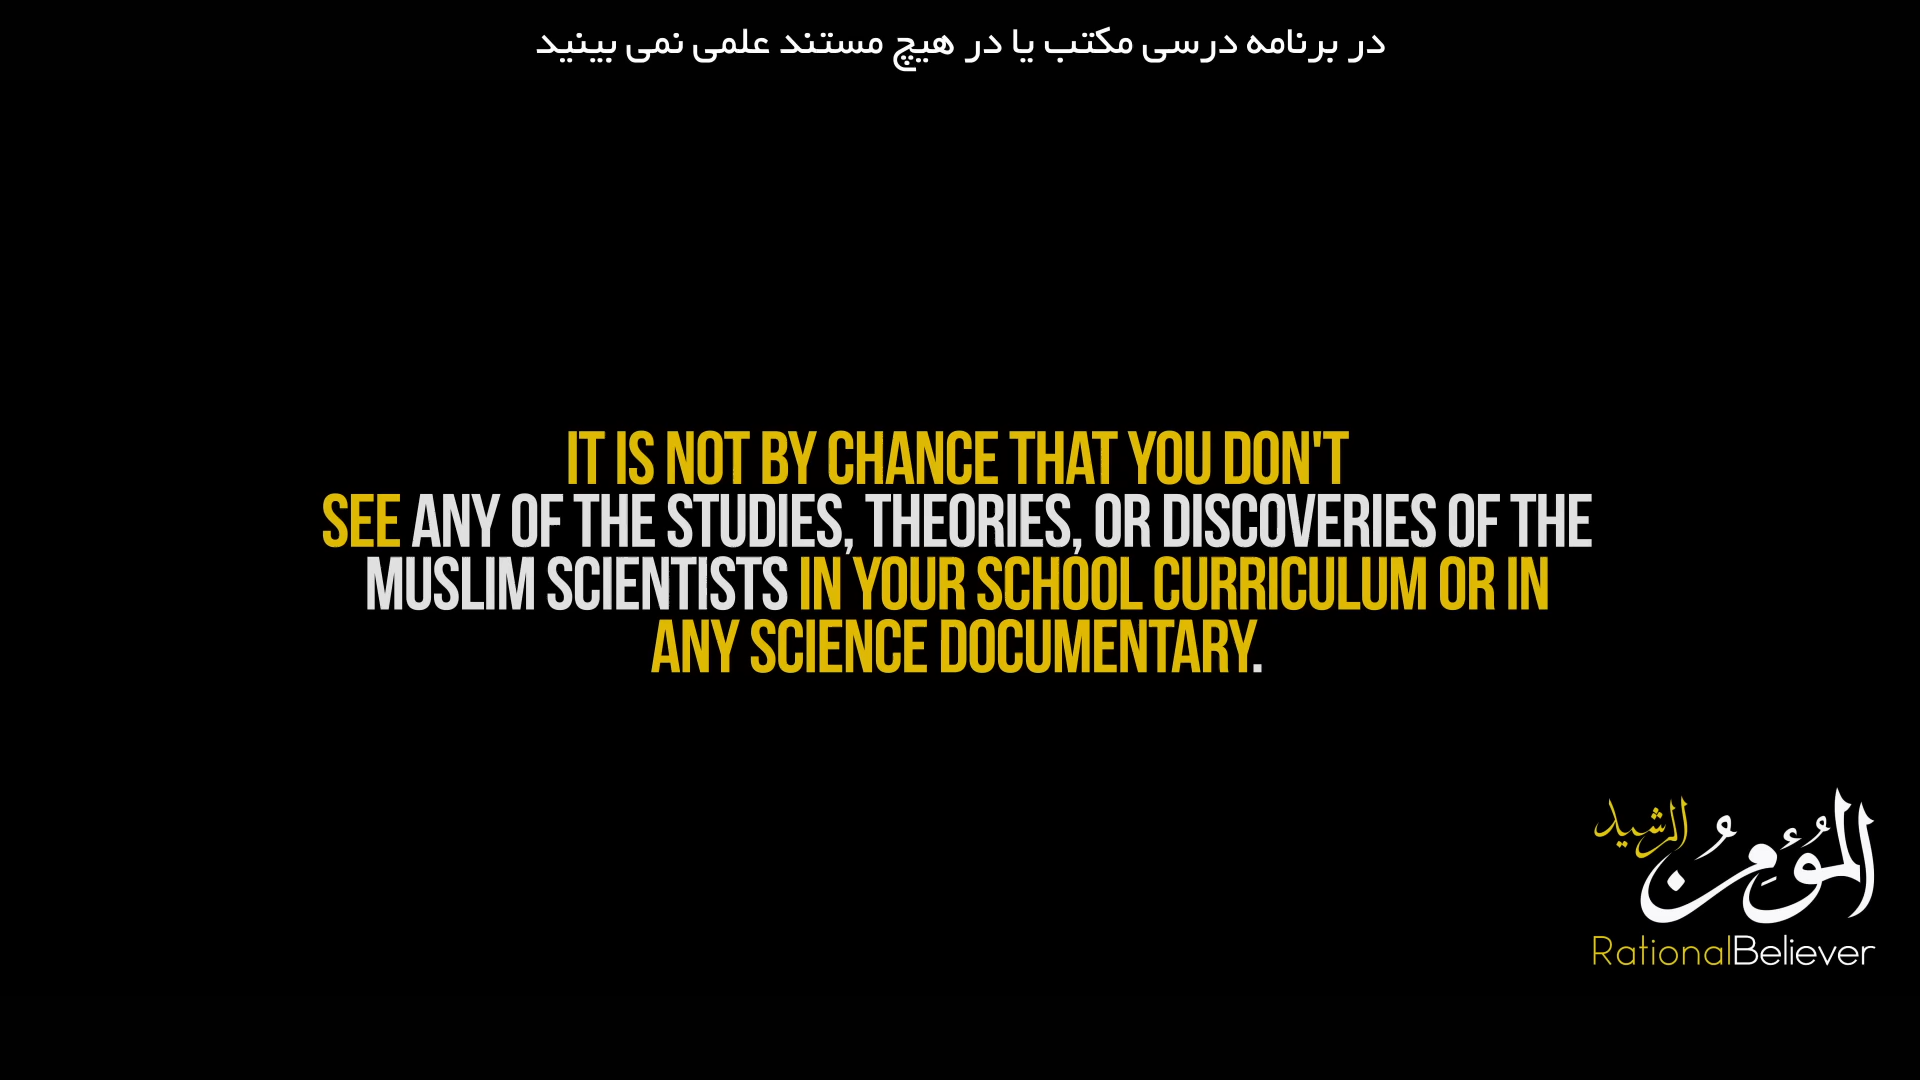 در برنامه درسی مکتب یا در هیچ مستند علمی نمی بینید
IT IS NOT BY CHANCE THAT YOU DON'T
SEE ANY OF THE STUDIES, THEORIES, OR DISCOVERIES OF THE
MUSLIM SCIENTISTS IN YOUR SCHOOL CURRICULUM OR IN
ANY SCIENCE DOCUMENTARY.
المُؤمِنُ الرشيد
RationalBeliever